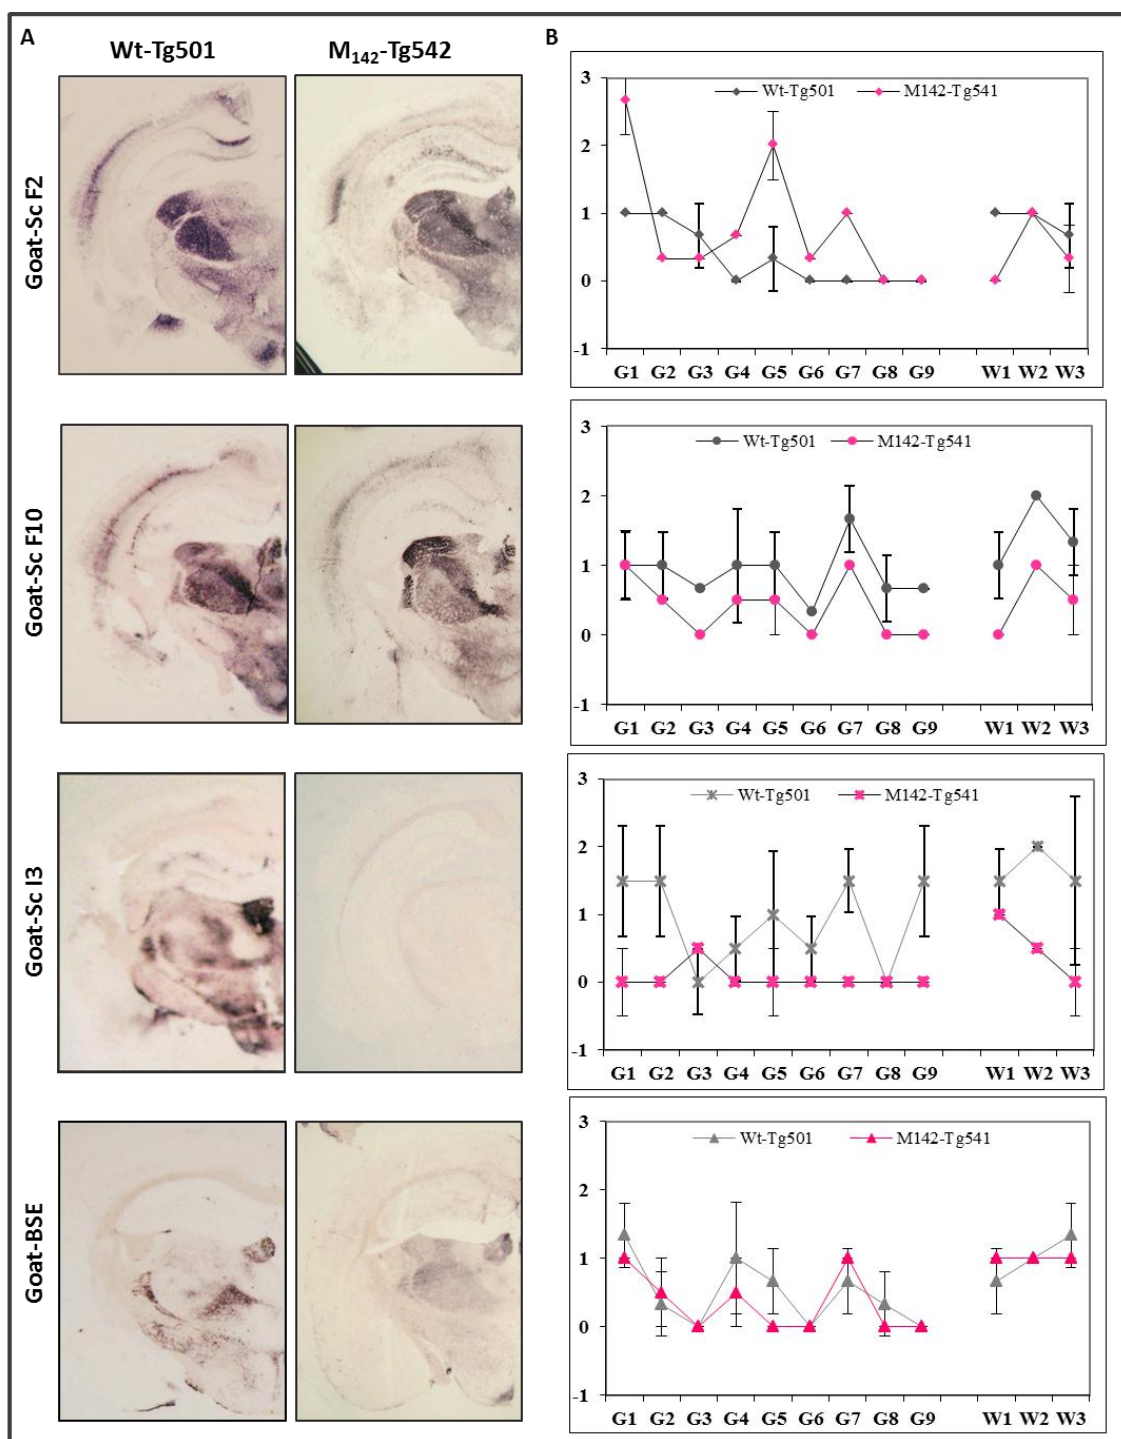 A
B
Wt-Tg501
M₁₄₂-Tg542
Goat-Sc F2
Wt-Tg501 M142-Tg541
3
2
1
0
-1
G1 G2 G3 G4 G5 G6 G7 G8 G9 W1 W2 W3
Goat-Sc F10
Wt-Tg501 M142-Tg541
3
2
1
0
-1
G1 G2 G3 G4 G5 G6 G7 G8 G9 W1 W2 W3
Goat-Sc I3
Wt-Tg501 M142-Tg541
3
2
1
0
-1
G1 G2 G3 G4 G5 G6 G7 G8 G9 W1 W2 W3
Goat-BSE
Wt-Tg501 M142-Tg541
3
2
1
0
-1
G1 G2 G3 G4 G5 G6 G7 G8 G9 W1 W2 W3